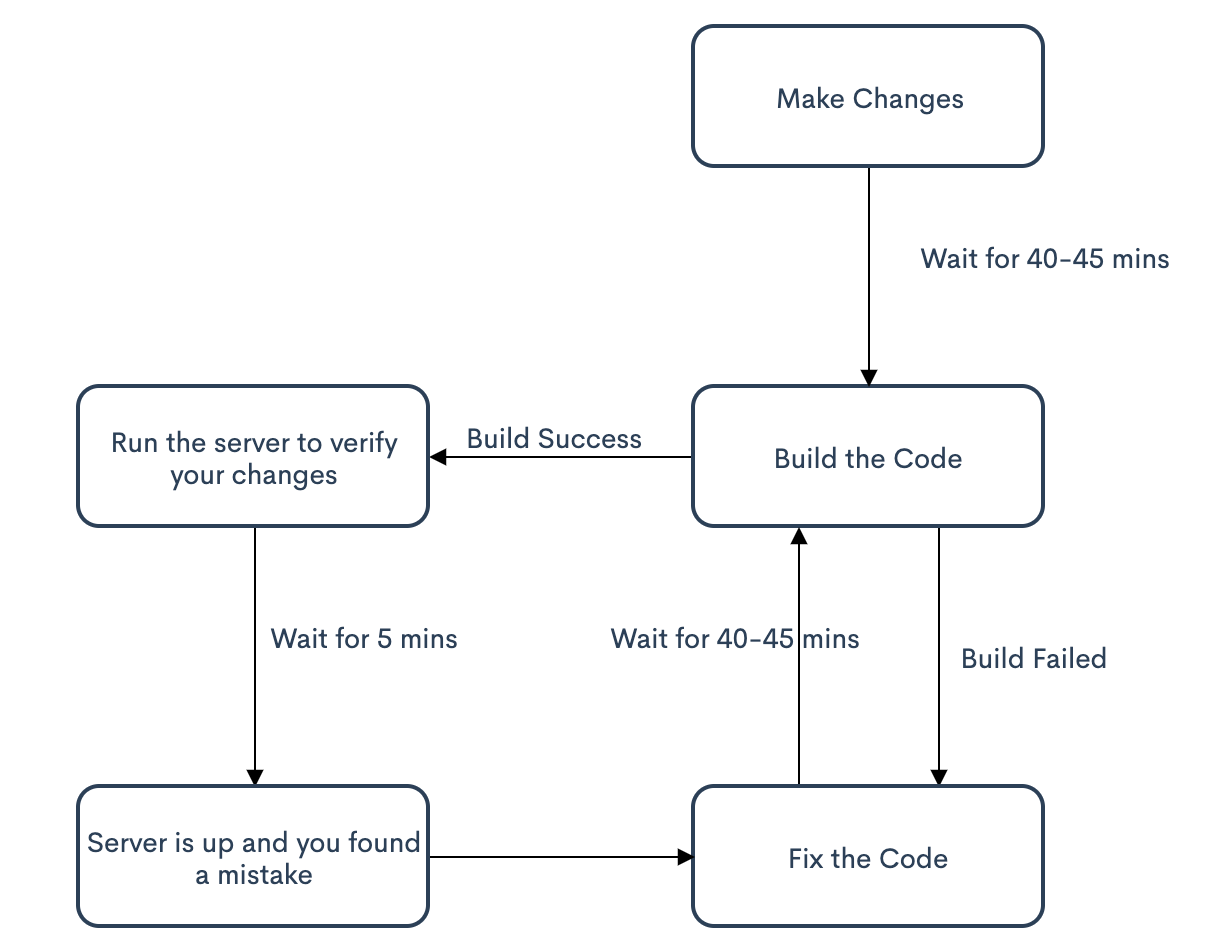 Make Changes
Wait for 40-45 mins
Run the server to verify
your changes
Build Success
Build the Code
Wait for 5 mins
Wait for 40-45 mins
Build Failed
Server is up and you found
a mistake
Fix the Code